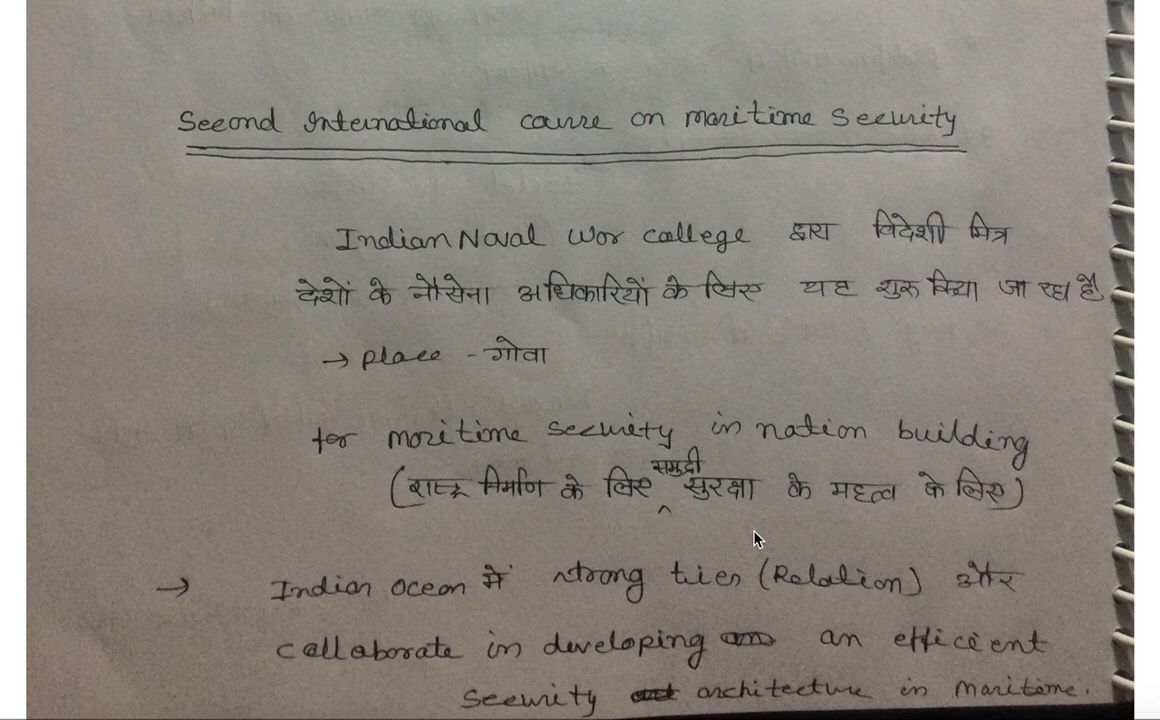 Second International course on maritime Security
Indian Naval War college द्वारा विदेशी मित्र
देशों के नौसेना अधिकारियों के लिए यह शुरू किया जा रहा है
→ place - गोवा
for maritime security in nation building
(राष्ट्र निर्माण के लिए समुद्री सुरक्षा के महत्व के लिए)
→ Indian ocean में strong ties (Relation) और
collaborate in developing an efficient
security architecture in maritime.